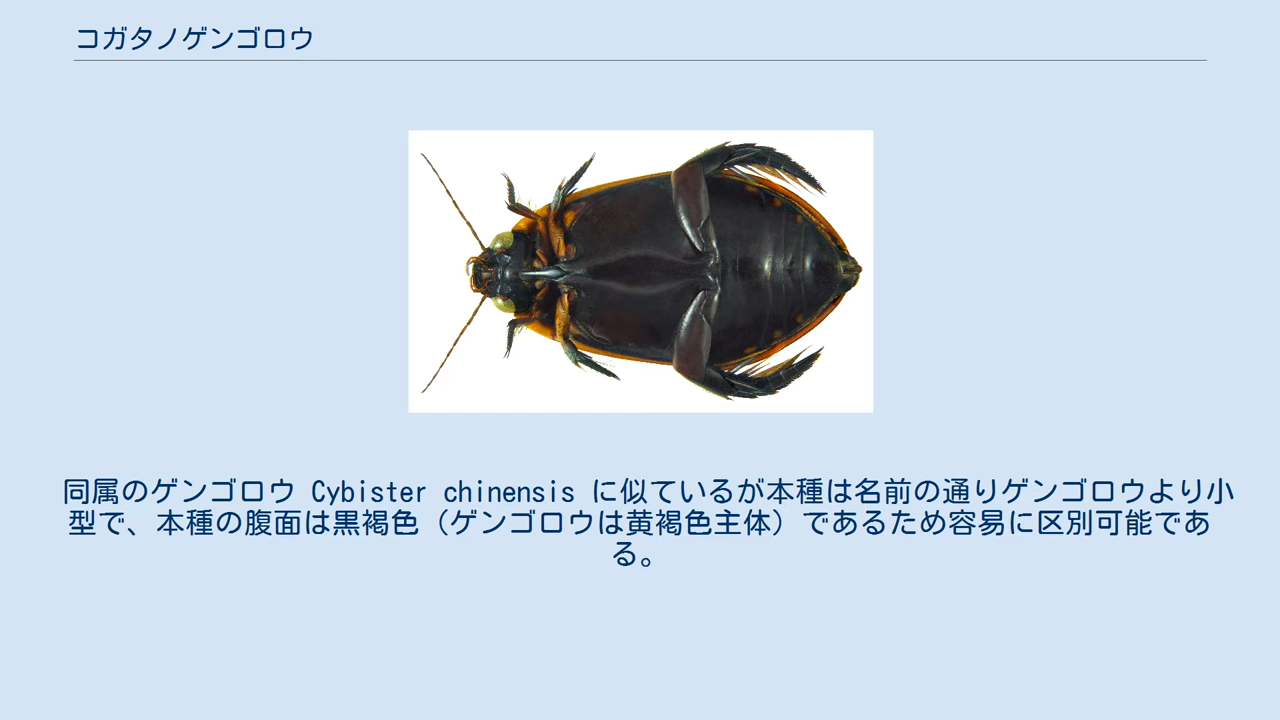 コガタノゲンゴロウ
同属のゲンゴロウ Cybister chinensis に似ているが本種は名前の通りゲンゴロウより小
型で、本種の腹面は黒褐色（ゲンゴロウは黄褐色主体）であるため容易に区別可能であ
る。